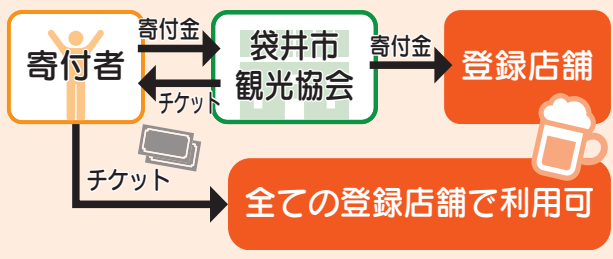 寄付者
寄付金
チケット
袋井市
観光協会
寄付金
登録店舗
チケット
全ての登録店舗で利用可